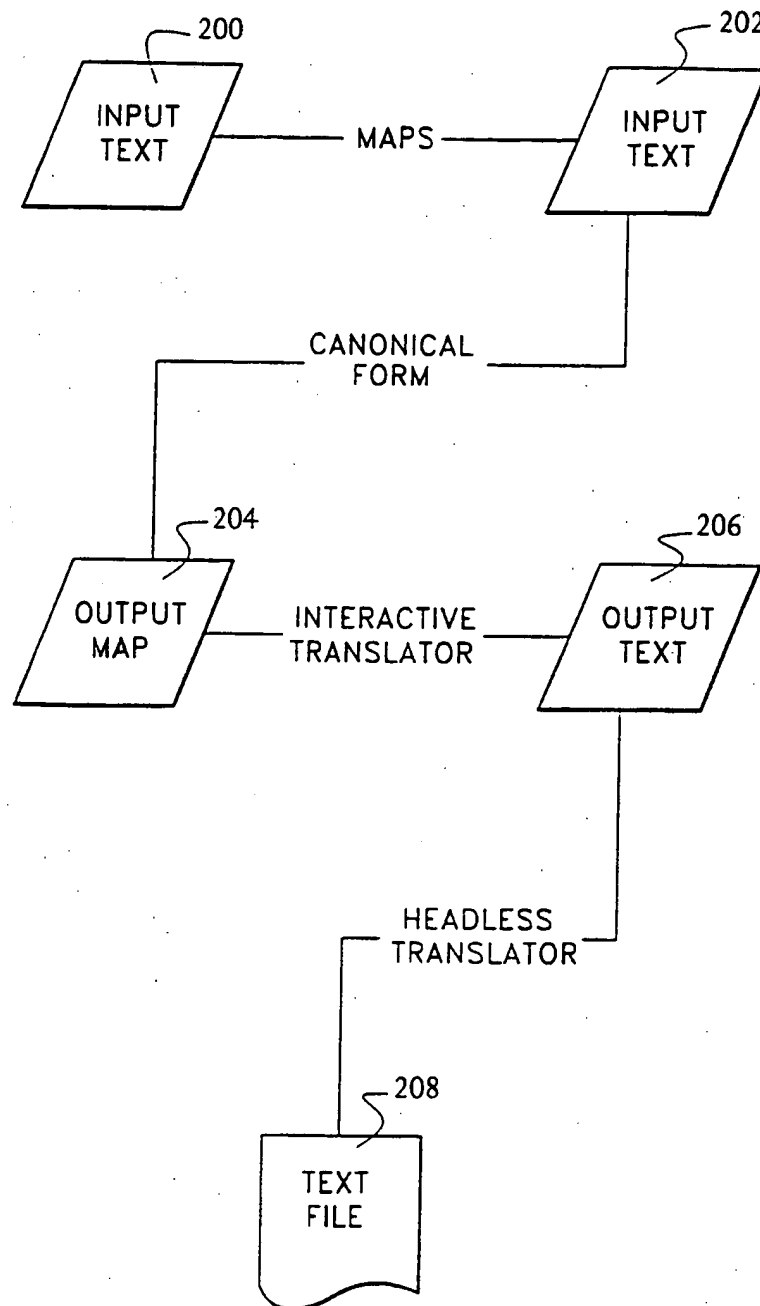 200
202
INPUT
TEXT
MAPS
INPUT
TEXT
CANONICAL
FORM
204
206
OUTPUT
MAP
INTERACTIVE
TRANSLATOR
OUTPUT
TEXT
HEADLESS
TRANSLATOR
208
TEXT
FILE